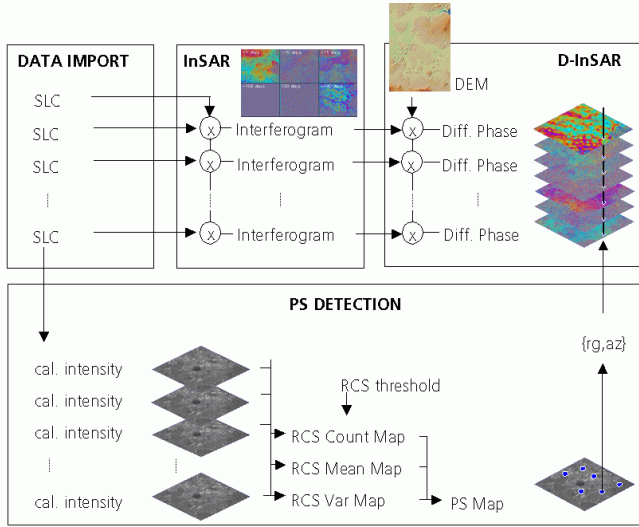 DATA IMPORT
InSAR
D-InSAR
DEM
SLC
SLC
x
Interferogram
x
Diff. Phase
SLC
x
Interferogram
x
Diff. Phase
SLC
x
Interferogram
x
Diff. Phase
PS DETECTION
{rg,az}
cal. intensity
RCS threshold
cal. intensity
cal. intensity
RCS Count Map
RCS Mean Map
cal. intensity
RCS Var Map
PS Map